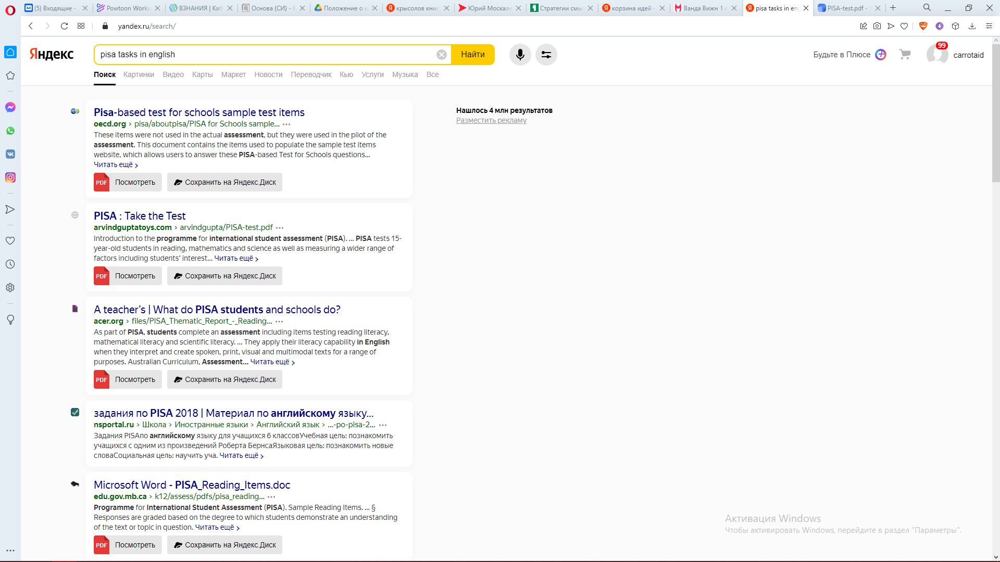 (5) Входящие -
Powtoon Works
ВЗНАНИЯ | Каб
Основа (СИ) -
Положение о к
крысолов книг
Юрий Москале
Стратегии смы
корзина идей –
Ванда Вижн 1 с
pisa tasks in eng
PISA-test.pdf -
yandex.ru/search/
Яндекс
pisa tasks in english
Найти
Будьте в Плюсе
99
carrotaid
Поиск Картинки Видео Карты Маркет Новости Переводчик Кью Услуги Музыка Все
Pisa-based test for schools sample test items
oecd.org › pisa/aboutpisa/PISA for Schools sample...
These items were not used in the actual assessment, but they were used in the pilot of the
assessment. This document contains the items used to populate the sample test items
website, which allows users to answer these PISA-based Test for Schools questions...
Читать ещё ›
PDF Посмотреть Сохранить на Яндекс.Диск
Нашлось 4 млн результатов
Разместить рекламу
PISA : Take the Test
arvindguptatoys.com › arvindgupta/PISA-test.pdf
Introduction to the programme for international student assessment (PISA). ... PISA tests 15-
year-old students in reading, mathematics and science as well as measuring a wider range of
factors including students’ interest... Читать ещё ›
PDF Посмотреть Сохранить на Яндекс.Диск
A teacher’s | What do PISA students and schools do?
acer.org › files/PISA_Thematic_Report_-_Reading...
As part of PISA, students complete an assessment including items testing reading literacy,
mathematical literacy and scientific literacy. ... They apply their literacy capability in English
when they interpret and create spoken, print, visual and multimodal texts for a range of
purposes. Australian Curriculum, Assessment... Читать ещё ›
PDF Посмотреть Сохранить на Яндекс.Диск
задания по PISA 2018 | Материал по английскому языку...
nsportal.ru › Школа › Иностранные языки › Английский язык › ...-po-pisa-2...
Задания PISAпо английскому языку для учащихся 6 классовУчебная цель: познакомить
учащихся с одним из произведений Роберта БернсаЯзыковая цель: познакомить новые
словаСоциальная цель: научить уча. Читать ещё ›
Microsoft Word - PISA_Reading_Items.doc
edu.gov.mb.ca › k12/assess/pdfs/pisa_reading...
Programme for International Student Assessment (PISA). Sample Reading Items. ... §
Responses are graded based on the degree to which students demonstrate an understanding
of the text or topic in question. Читать ещё ›
PDF Посмотреть Сохранить на Яндекс.Диск
Активация Windows
Чтобы активировать Windows, перейдите в раздел "Параметры".